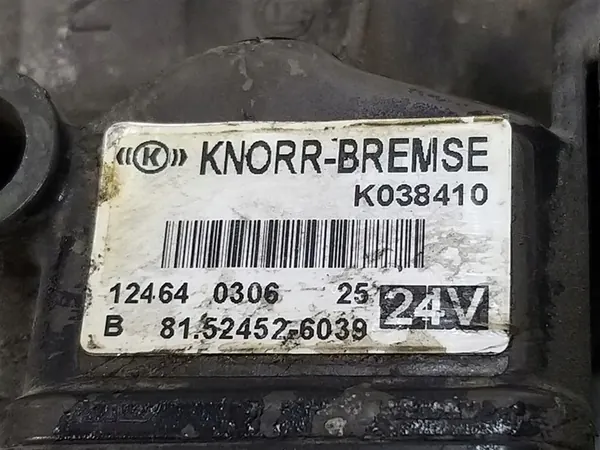 ((K)) KNORR-BREMSE
K038410
12464 0306 25
24V
B 81.52452-6039